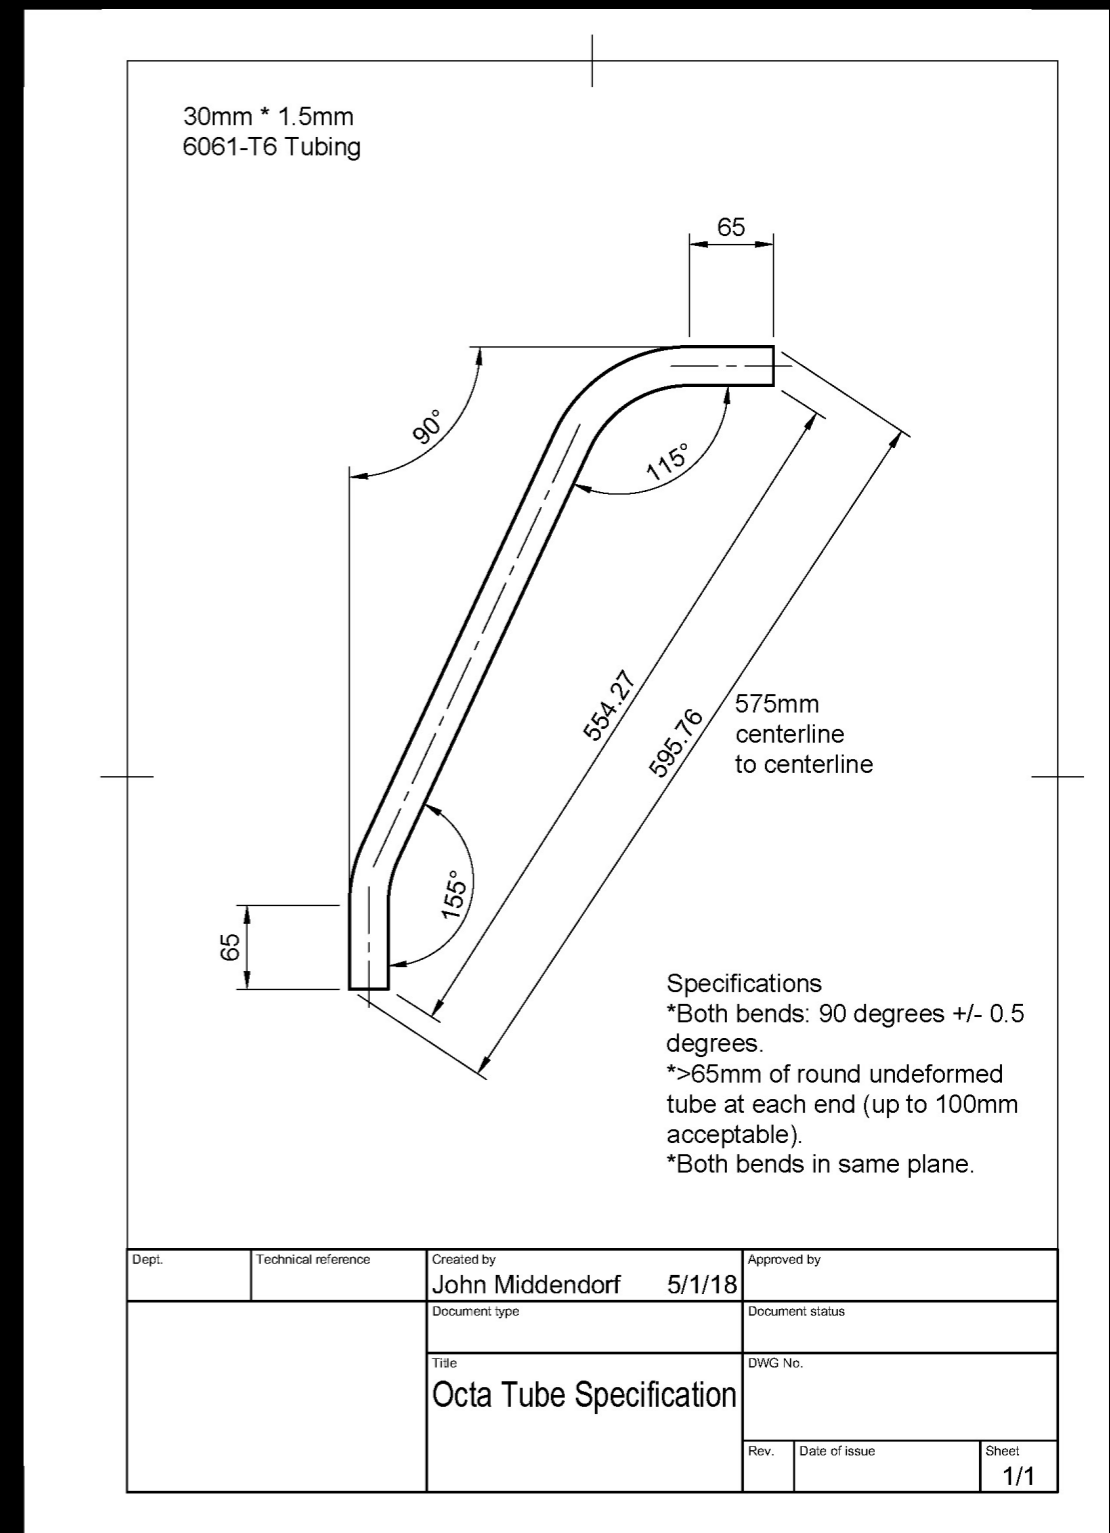 30mm * 1.5mm
6061-T6 Tubing
65
90°
115°
554.27
595.76
575mm
centerline
to centerline
155°
65
Specifications
*Both bends: 90 degrees +/- 0.5
degrees.
*>65mm of round undeformed
tube at each end (up to 100mm
acceptable).
*Both bends in same plane.
Dept.
Technical reference
Created by
John Middendorf 5/1/18
Approved by
Document type
Document status
Title
Octa Tube Specification
DWG No.
Rev.
Date of issue
Sheet
1/1